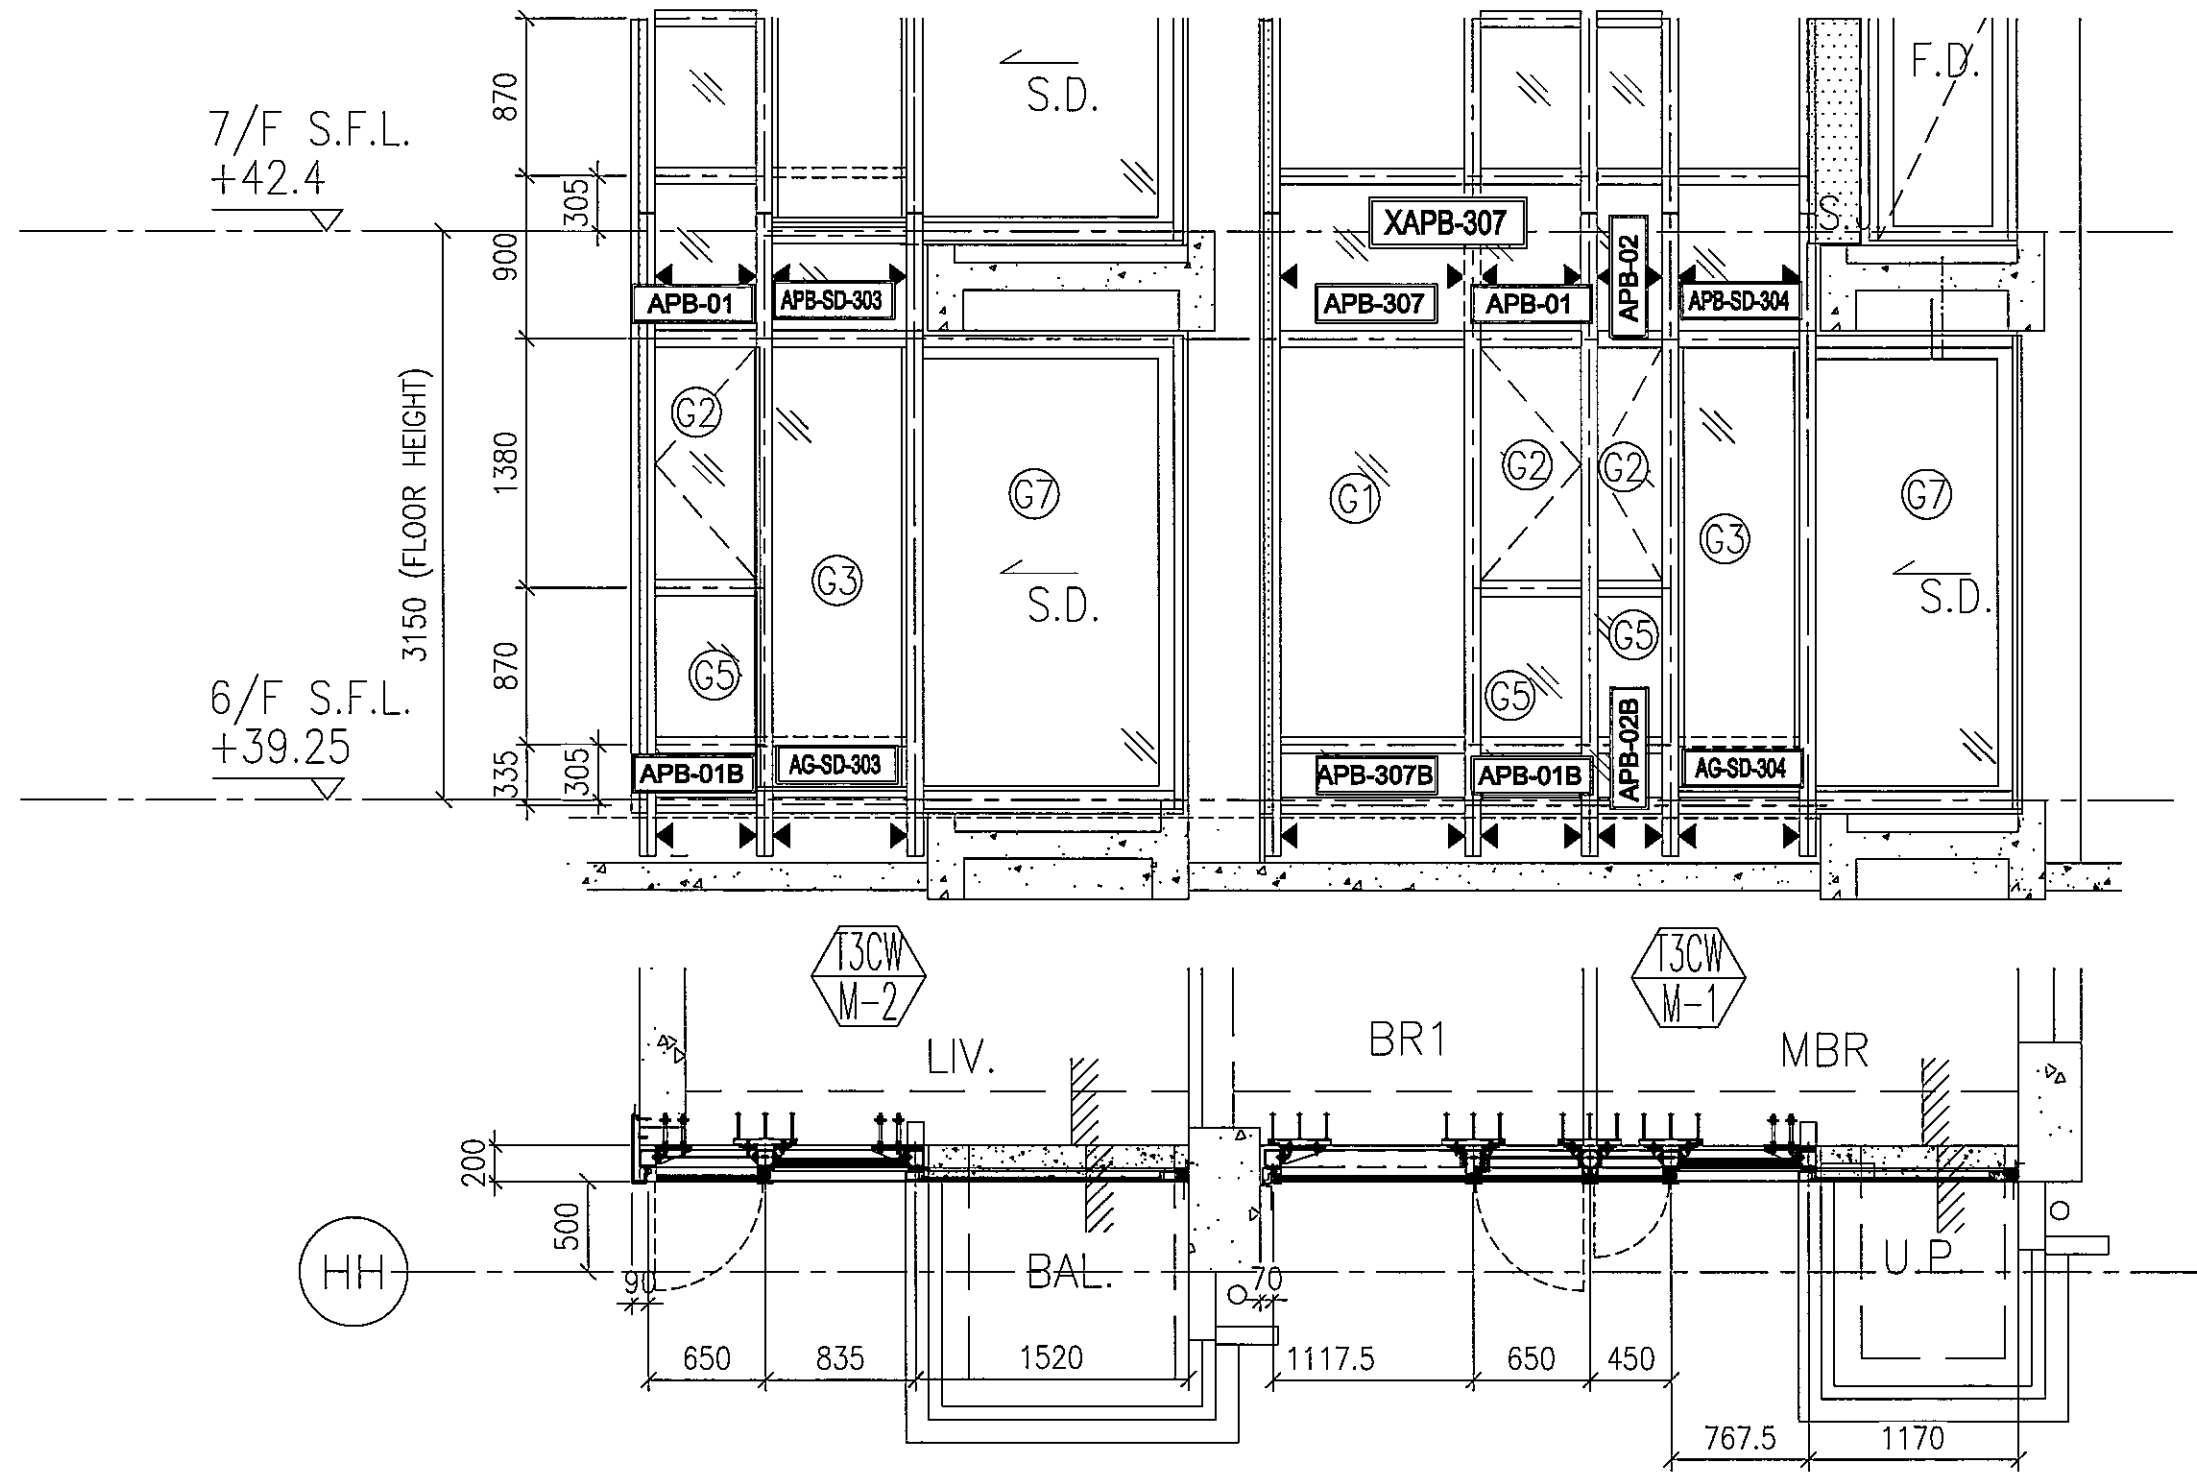 870
S.D.
F.D.
7/F S.F.L.
+42.4
305
900
S.
XAPB-307
APB-02
APB-01
APB-SD-303
APB-307
APB-01
APB-SD-304
3150 (FLOOR HEIGHT)
1380
G2
G7
G1
G2
G2
G7
G3
G3
S.D.
S.D.
870
G5
G5
G5
6/F S.F.L.
+39.25
335
305
APB-01B
AG-SD-303
APB-307B
APB-01B
APB-02B
AG-SD-304
T3CW
M-2
T3CW
M-1
LIV.
BR1
MBR
200
500
HH
90
BAL.
70
U.P.
650
835
1520
1117.5
650
450
767.5
1170